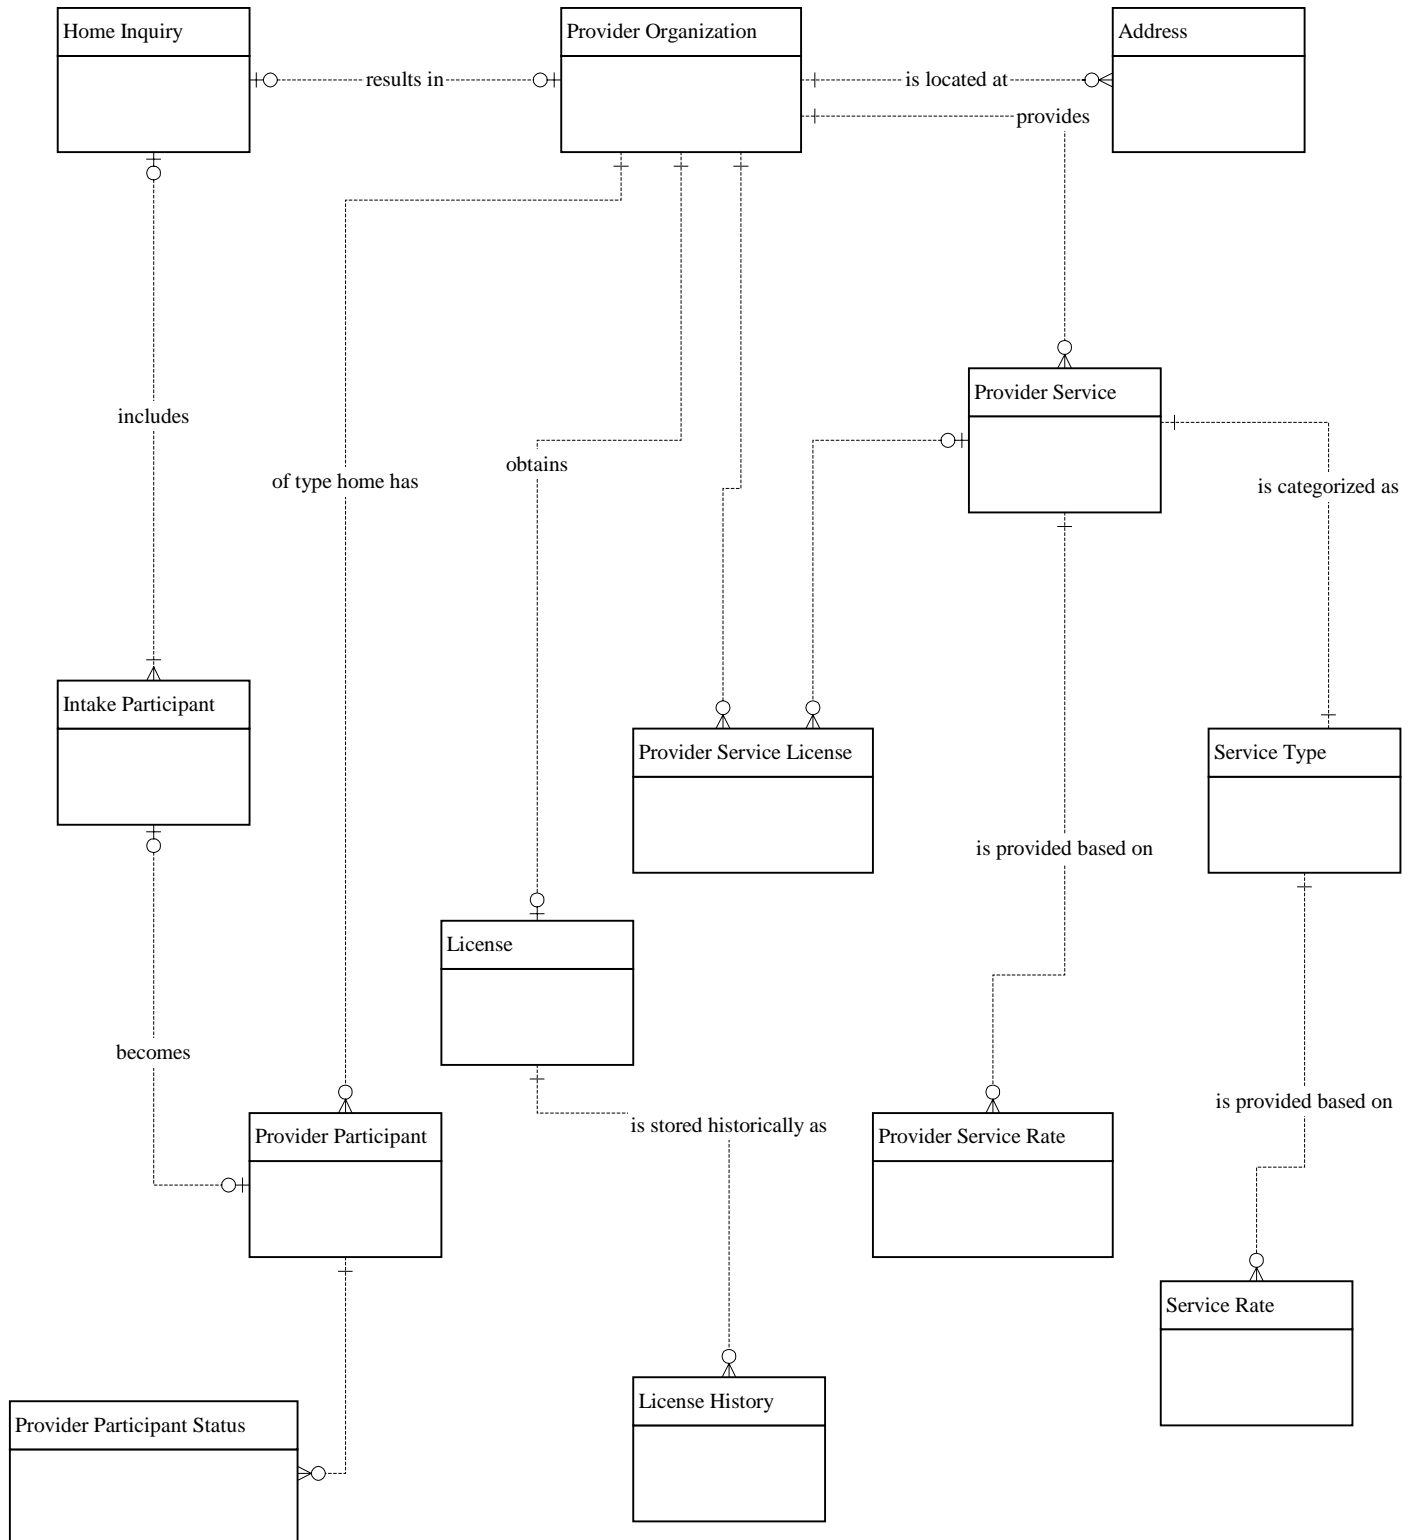 Home Inquiry
Provider Organization
Address
results in
is located at
provides
Provider Service
includes
of type home has
obtains
is categorized as
Intake Participant
Provider Service License
Service Type
is provided based on
License
becomes
is provided based on
Provider Participant
is stored historically as
Provider Service Rate
Service Rate
License History
Provider Participant Status